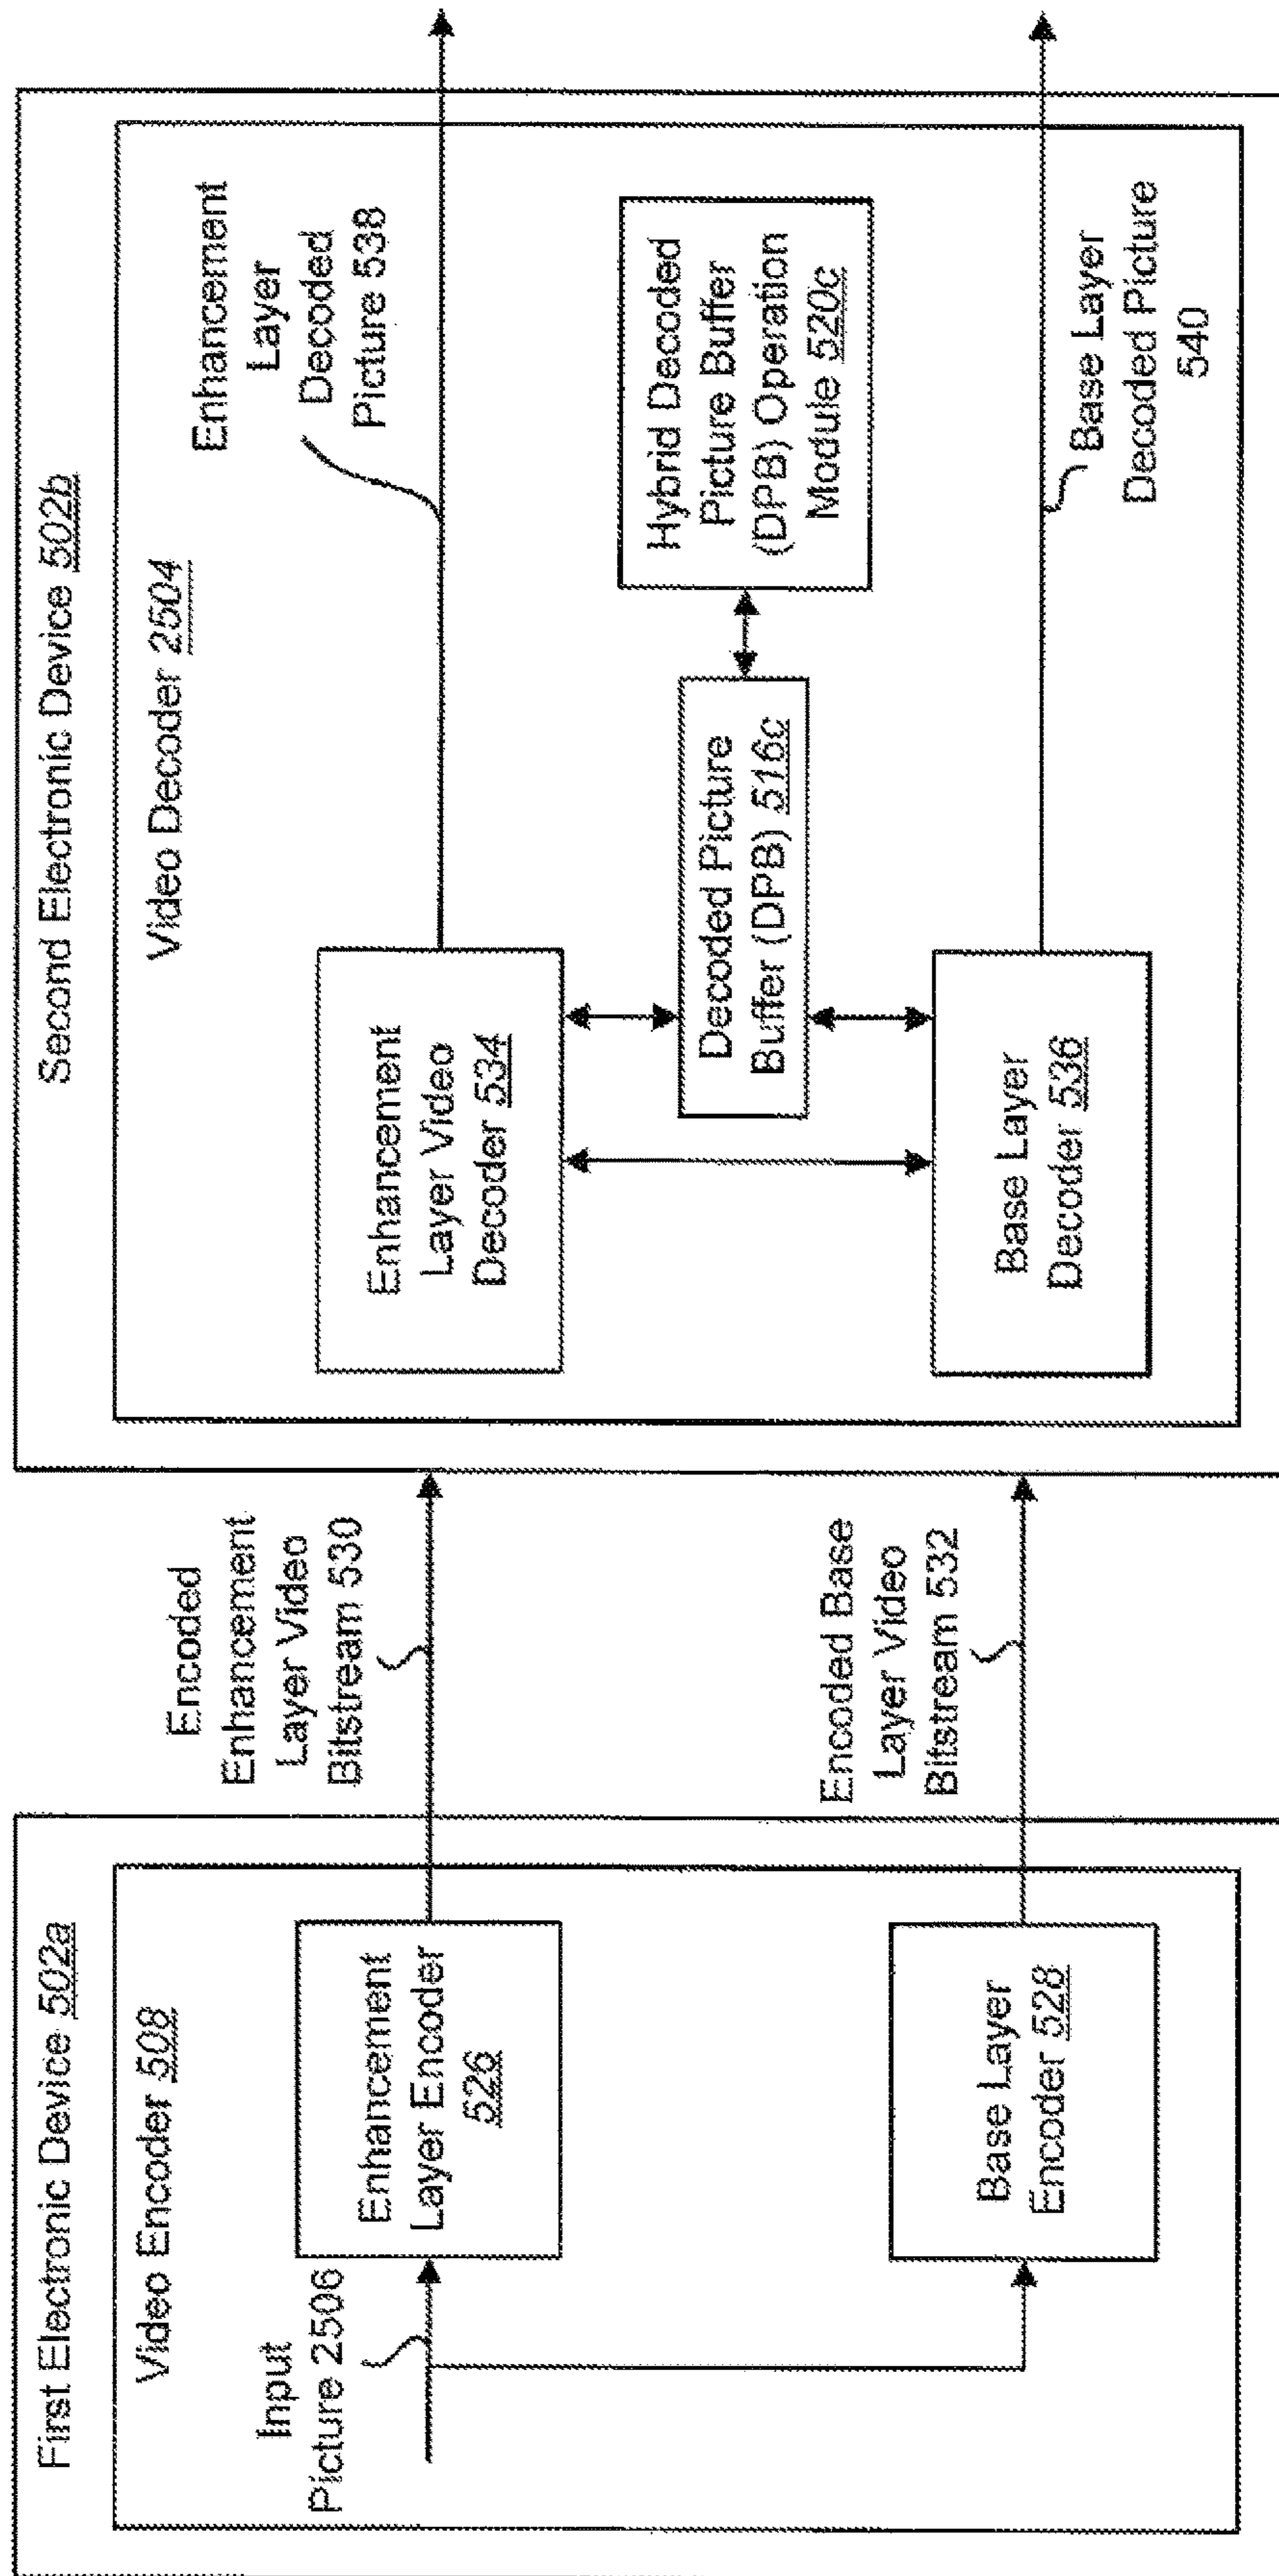 First Electronic Device 502a
Video Encoder 508
Input
Picture 2506
Enhancement
Layer Encoder
526
Base Layer
Encoder 528
Encoded
Enhancement
Layer Video
Bitstream 530
Encoded Base
Layer Video
Bitstream 532
Second Electronic Device 502b
Video Decoder 2504
Enhancement
Layer Video
Decoder 534
Enhancement
Layer
Decoded
Picture 538
Decoded Picture
Buffer (DPB) 516c
Hybrid Decoded
Picture Buffer
(DPB) Operation
Module 520c
Base Layer
Decoder 536
Base Layer
Decoded Picture
540